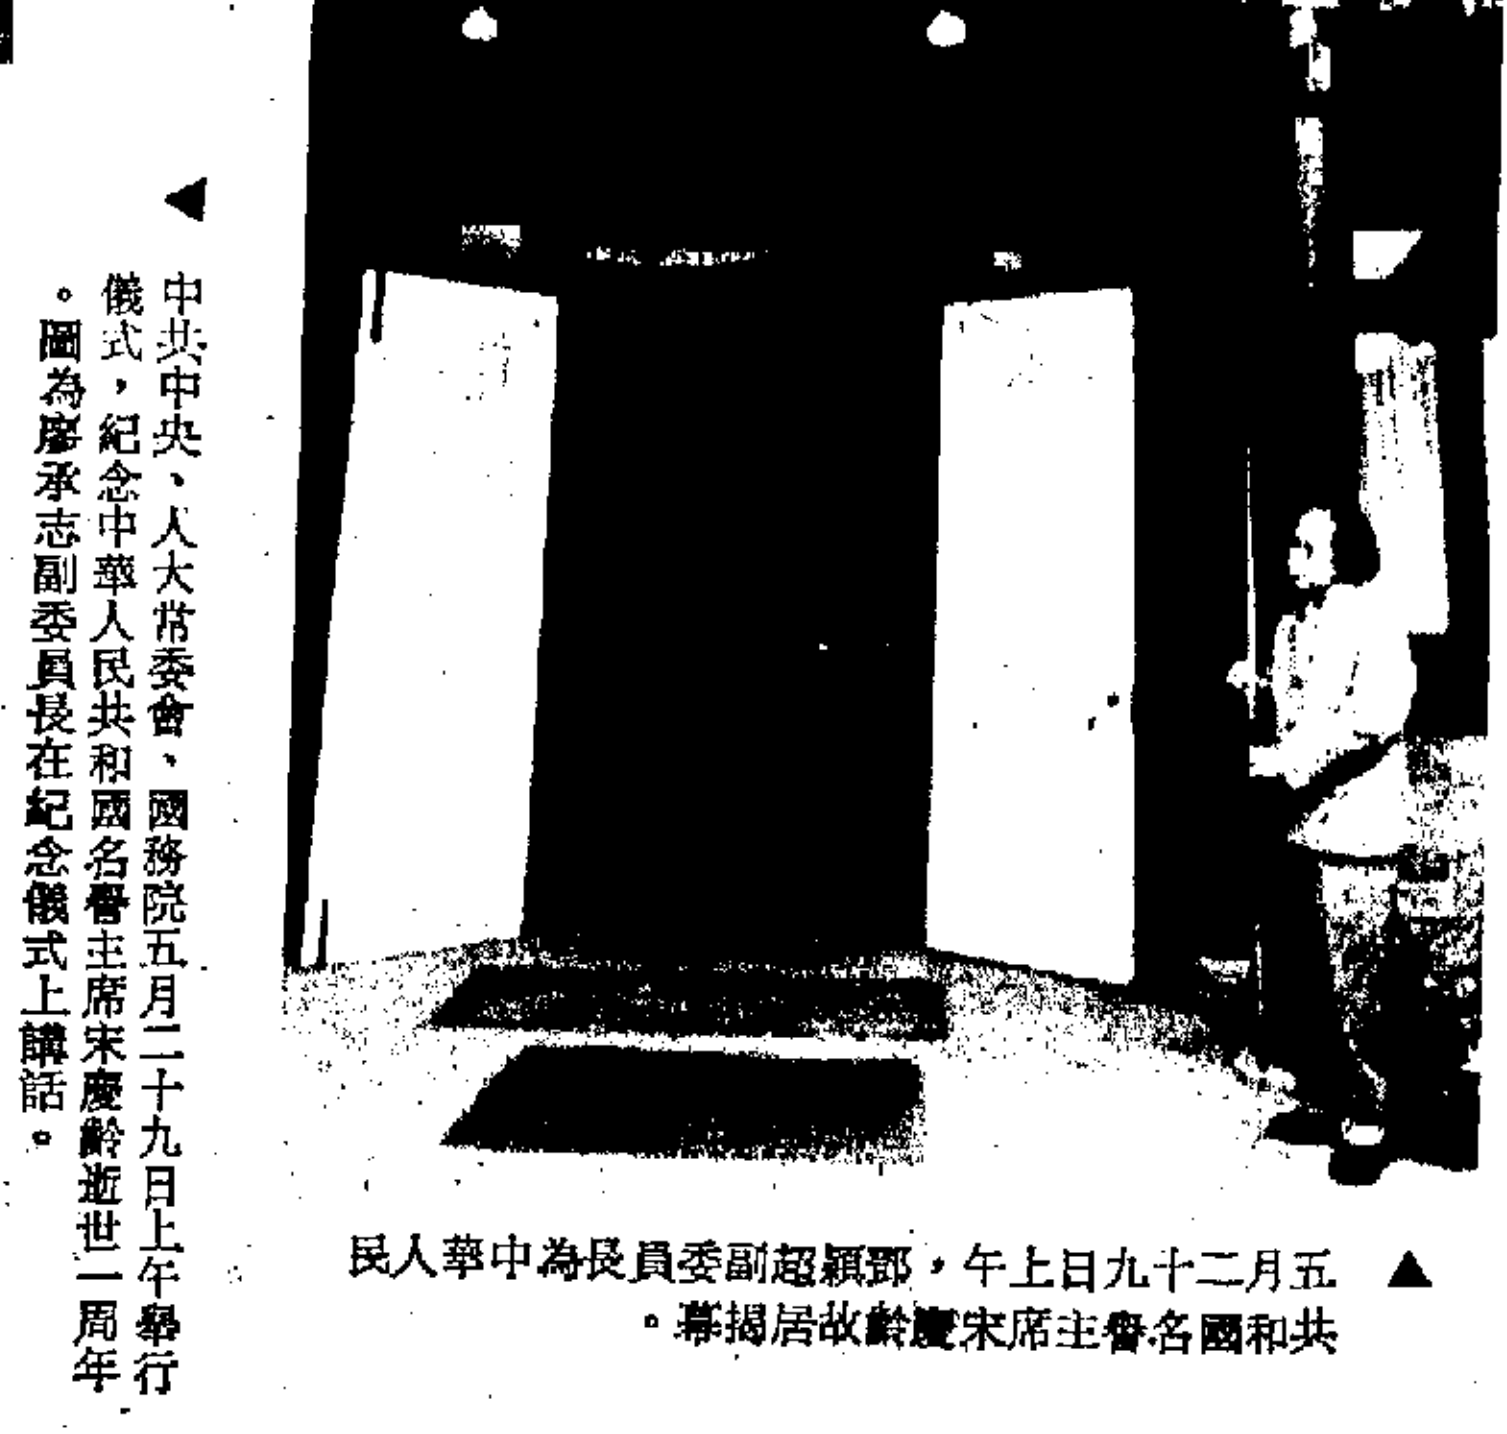 ▲ 五月二十九日上午，鄧穎超副委員長為中華人民
共和國名譽主席宋慶齡故居揭幕。
◀ 中共中央、人大常委會、國務院五月二十九日上午舉行
儀式，紀念中華人民共和國名譽主席宋慶齡逝世一周年
。圖為廖承志副委員長在紀念儀式上講話。